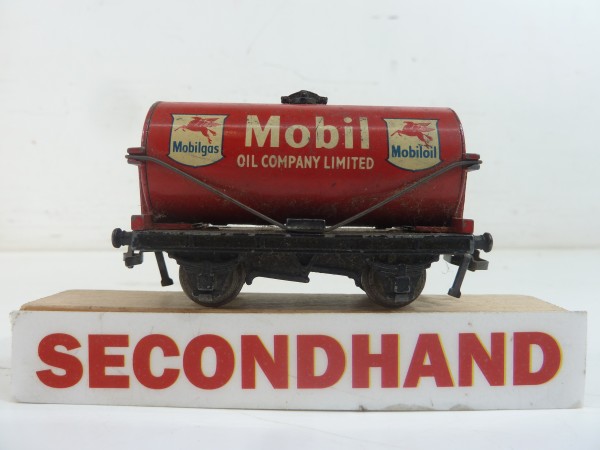 Mobil
OIL COMPANY LIMITED
Mobilgas
Mobiloil
SECONDHAND